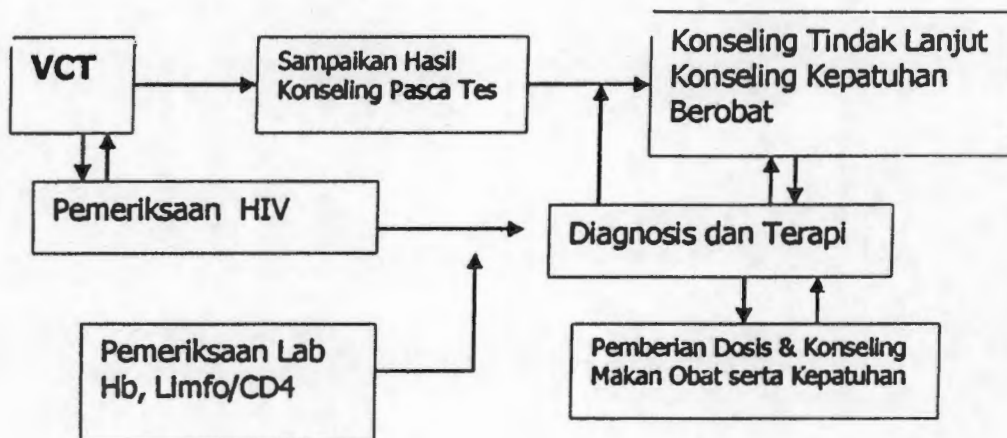 VCT
Sampaikan Hasil
Konseling Pasca Tes
Konseling Tindak Lanjut
Konseling Kepatuhan
Berobat
Pemeriksaan HIV
Diagnosis dan Terapi
Pemeriksaan Lab
Hb, Limfo/CD4
Pemberian Dosis & Konseling
Makan Obat serta Kepatuhan